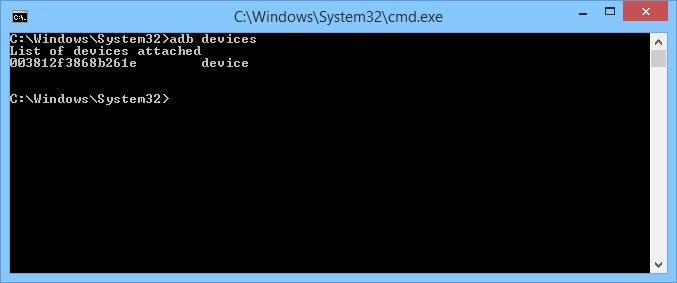 C:\Windows\System32\cmd.exe
C:\Windows\System32>adb devices
List of devices attached
003812f3868b261e        device
C:\Windows\System32>